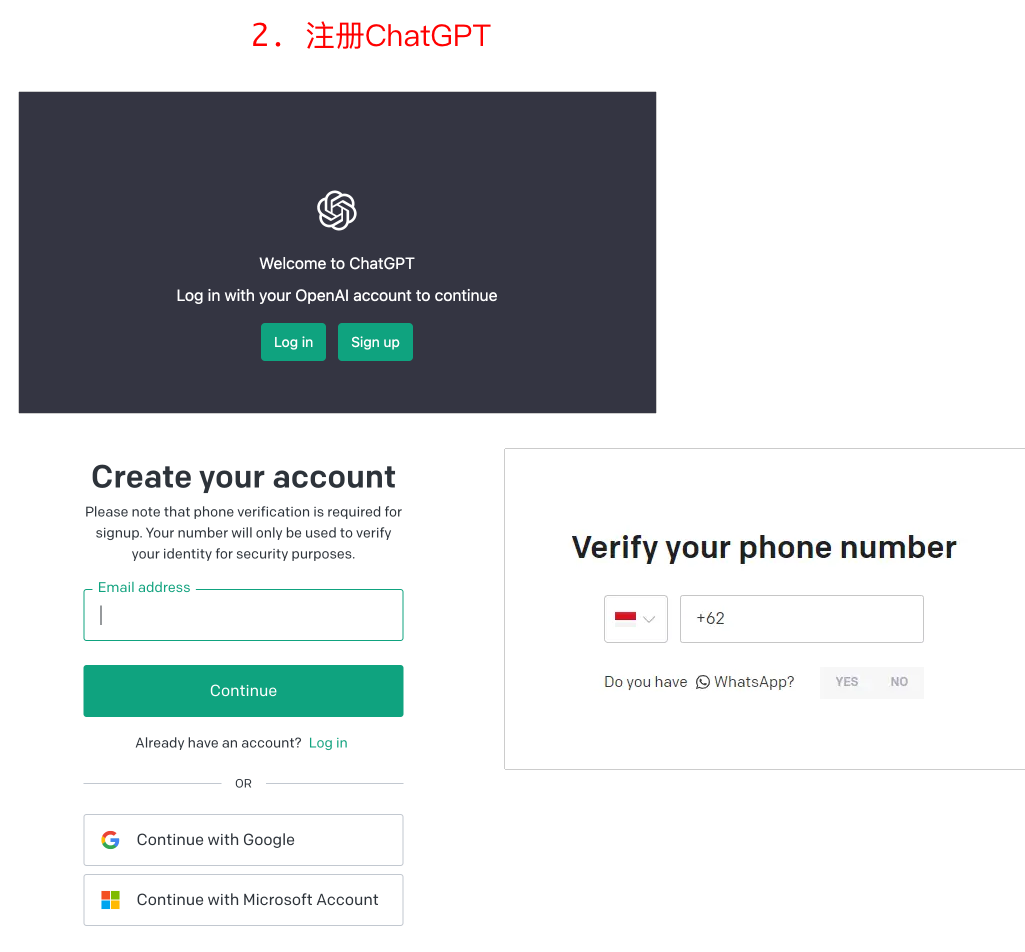 2. 注册ChatGPT
Welcome to ChatGPT
Log in with your OpenAI account to continue
Log in
Sign up
Create your account
Please note that phone verification is required for
signup. Your number will only be used to verify
your identity for security purposes.
Email address
Continue
Already have an account? Log in
OR
Continue with Google
Continue with Microsoft Account
Verify your phone number
+62
Do you have WhatsApp?
YES
NO